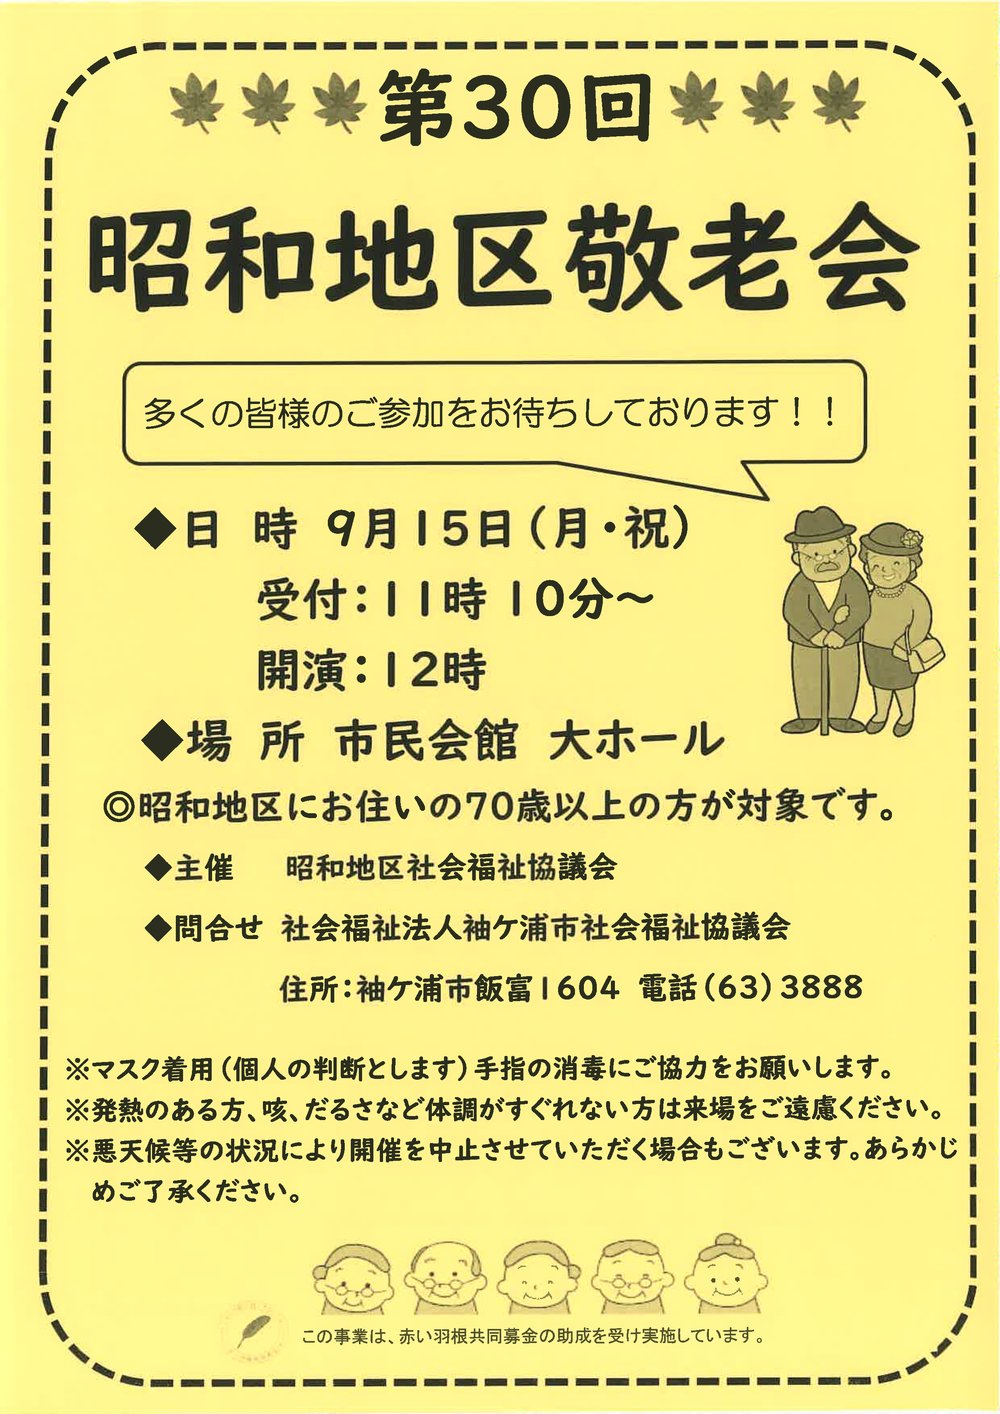 第30回
昭和地区敬老会
多くの皆様のご参加をお待ちしております！！
◆日 時 9月15日（月・祝）
受付：11時10分～
開演：12時
◆場 所 市民会館 大ホール
◎昭和地区にお住いの70歳以上の方が対象です。
◆主催 昭和地区社会福祉協議会
◆問合せ 社会福祉法人袖ケ浦市社会福祉協議会
住所：袖ケ浦市飯富1604 電話（63）3888
※マスク着用（個人の判断とします）手指の消毒にご協力をお願いします。
※発熱のある方、咳、だるさなど体調がすぐれない方は来場をご遠慮ください。
※悪天候等の状況により開催を中止させていただく場合もございます。あらかじ
めご了承ください。
この事業は、赤い羽根共同募金の助成を受け実施しています。